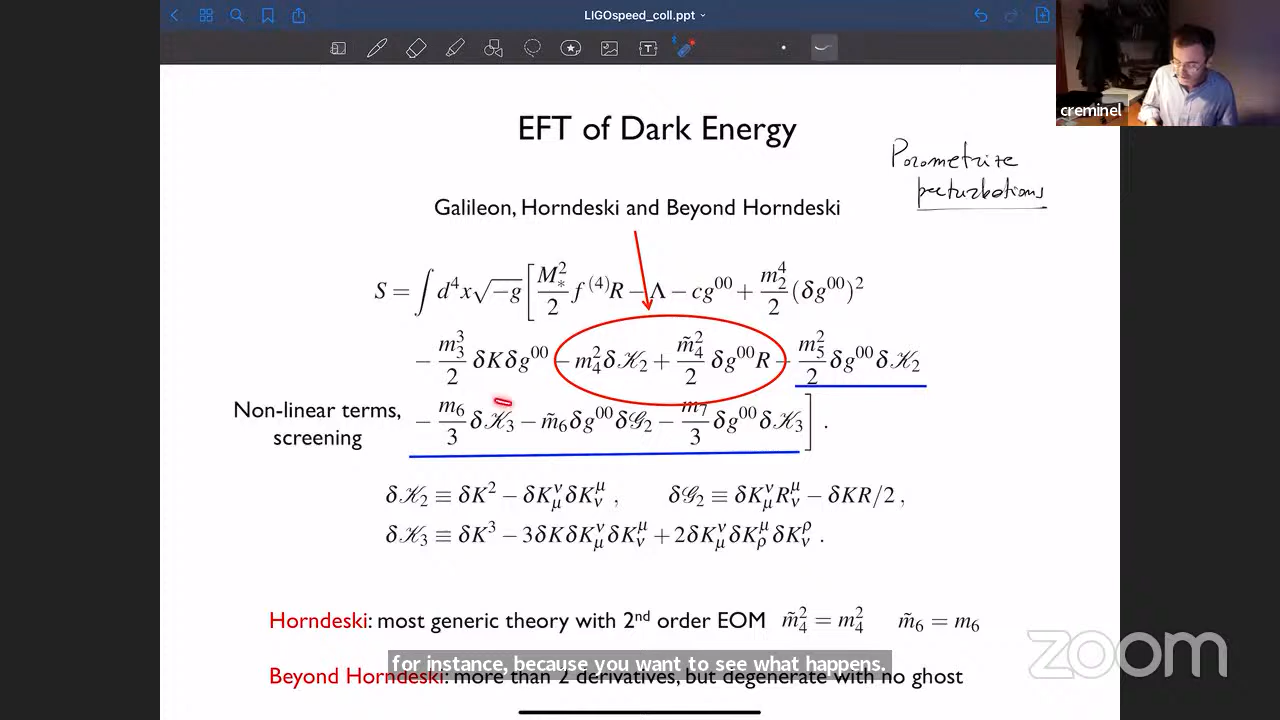 LIGOspeed_coll.ppt
creminel
EFT of Dark Energy
Parametrize
perturbations
Galileon, Horndeski and Beyond Horndeski
S = ∫ d⁴x√−g [ M²_*/2 f ⁽⁴⁾R − Λ − cg⁰⁰ + m₂⁴/2 (δg⁰⁰)²
− m₃³/2 δKδg⁰⁰ − m₄²δ𝒦₂ + m̃₄²/2 δg⁰⁰R − m₅²/2 δg⁰⁰δ𝒦₂
Non-linear terms,
screening
− m₆/3 δ𝒦₃ − m̃₆δg⁰⁰δ𝒢₂ − m₇/3 δg⁰⁰δ𝒦₃ ] .
δ𝒦₂ ≡ δK² − δK^ν_μ δK^μ_ν , δ𝒢₂ ≡ δK^ν_μ R^μ_ν − δKR/2 ,
δ𝒦₃ ≡ δK³ − 3δKδK^ν_μ δK^μ_ν + 2δK^ν_μ δK^μ_ρ δK^ρ_ν .
Horndeski: most generic theory with 2nd order EOM m̃₄² = m₄² m̃₆ = m₆
for instance, because you want to see what happens.
Beyond Horndeski: more than 2 derivatives, but degenerate with no ghost
zoom